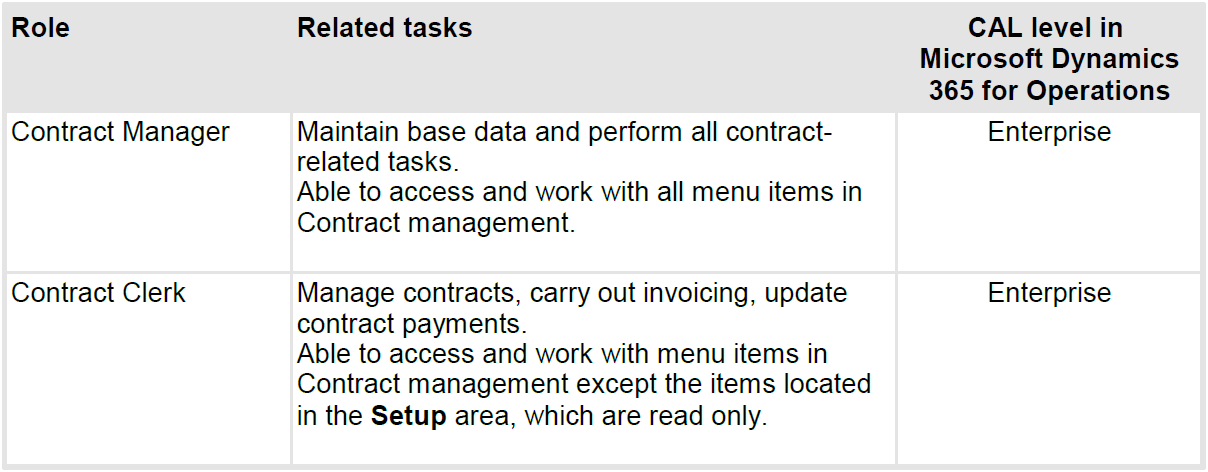 Role
Related tasks
CAL level in
Microsoft Dynamics
365 for Operations
Contract Manager
Maintain base data and perform all contract-
related tasks.
Able to access and work with all menu items in
Contract management.
Enterprise
Contract Clerk
Manage contracts, carry out invoicing, update
contract payments.
Able to access and work with menu items in
Contract management except the items located
in the Setup area, which are read only.
Enterprise